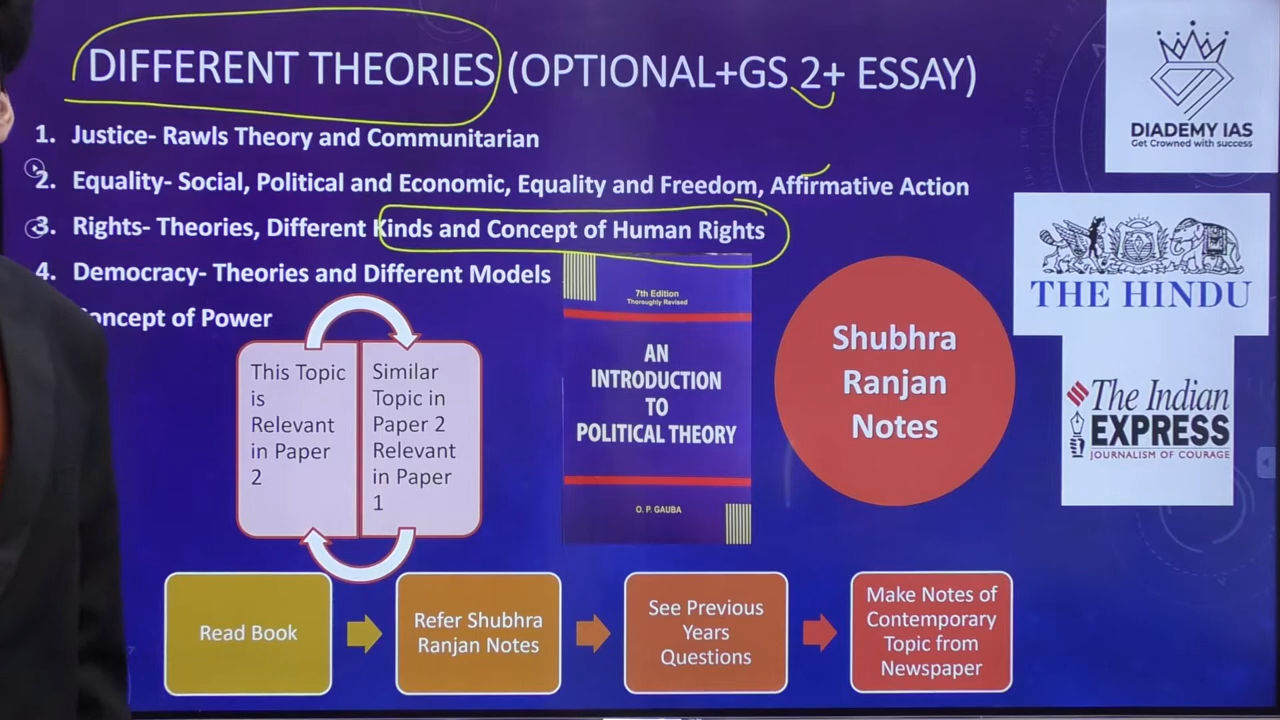 DIFFERENT THEORIES (OPTIONAL+GS 2+ ESSAY)
1. Justice- Rawls Theory and Communitarian
2. Equality- Social, Political and Economic, Equality and Freedom, Affirmative Action
3. Rights- Theories, Different Kinds and Concept of Human Rights
4. Democracy- Theories and Different Models
oncept of Power
This Topic
is
Relevant
in Paper
2
Similar
Topic in
Paper 2
Relevant
in Paper
1
7th Edition
Thoroughly Revised
AN
INTRODUCTION
TO
POLITICAL THEORY
O. P. GAUBA
Shubhra
Ranjan
Notes
DIADEMY IAS
Get Crowned with success
THE HINDU
The Indian
EXPRESS
JOURNALISM OF COURAGE
Read Book
Refer Shubhra
Ranjan Notes
See Previous
Years
Questions
Make Notes of
Contemporary
Topic from
Newspaper